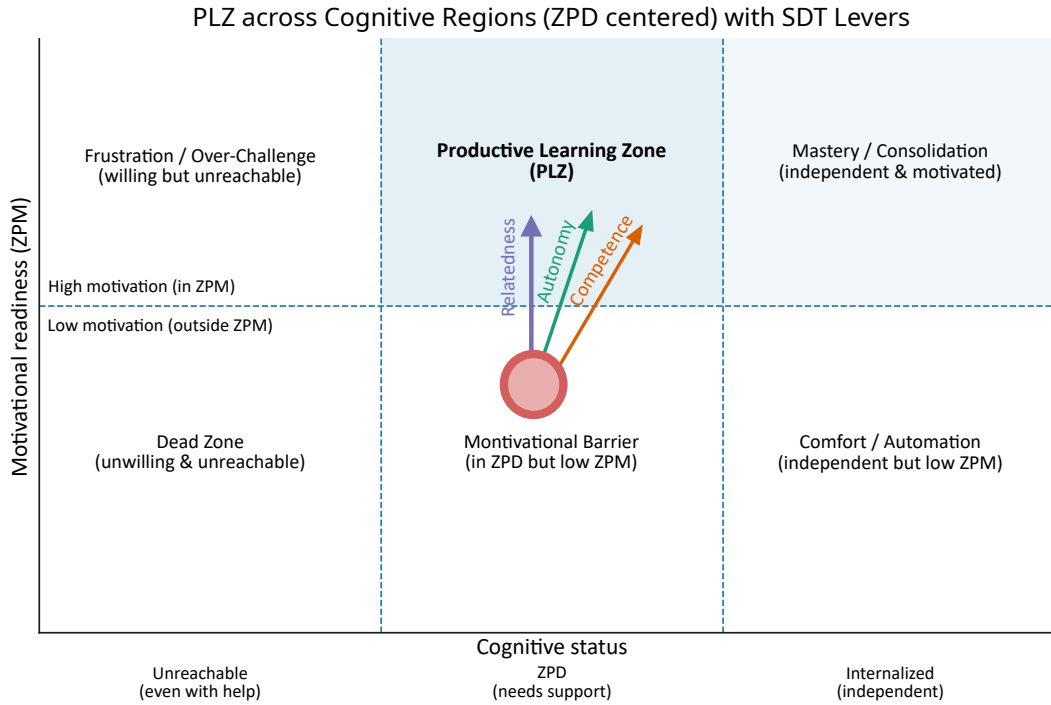 PLZ across Cognitive Regions (ZPD centered) with SDT Levers
Motivational readiness (ZPM)
Frustration / Over-Challenge
(willing but unreachable)
Productive Learning Zone
(PLZ)
Mastery / Consolidation
(independent & motivated)
Relatedness
Autonomy
Competence
High motivation (in ZPM)
Low motivation (outside ZPM)
Dead Zone
(unwilling & unreachable)
Montivational Barrier
(in ZPD but low ZPM)
Comfort / Automation
(independent but low ZPM)
Cognitive status
Unreachable
(even with help)
ZPD
(needs support)
Internalized
(independent)